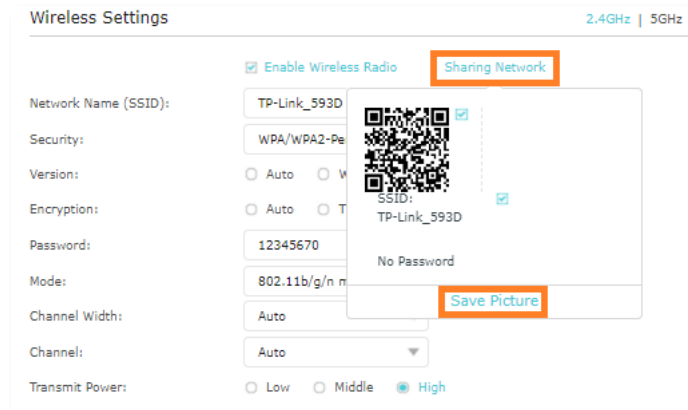 Wireless Settings 2.4GHz | 5GHz
Enable Wireless Radio Sharing Network
Network Name (SSID): TP-Link_593D
Security: WPA/WPA2-Pe
Version: Auto W
Encryption: Auto T
SSID:
TP-Link_593D
Password: 12345670
No Password
Mode: 802.11b/g/n m
Save Picture
Channel Width: Auto
Channel: Auto
Transmit Power: Low Middle High